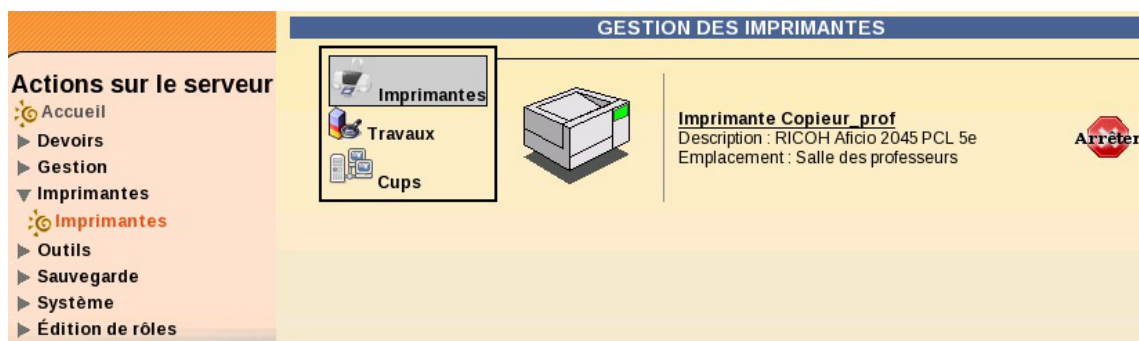 GESTION DES IMPRIMANTES
Actions sur le serveur
Accueil
Devoirs
Gestion
Imprimantes
Imprimantes
Outils
Sauvegarde
Système
Édition de rôles
Imprimantes
Travaux
Cups
Imprimante Copieur_prof
Description : RICOH Aficio 2045 PCL 5e
Emplacement : Salle des professeurs
Arrêter